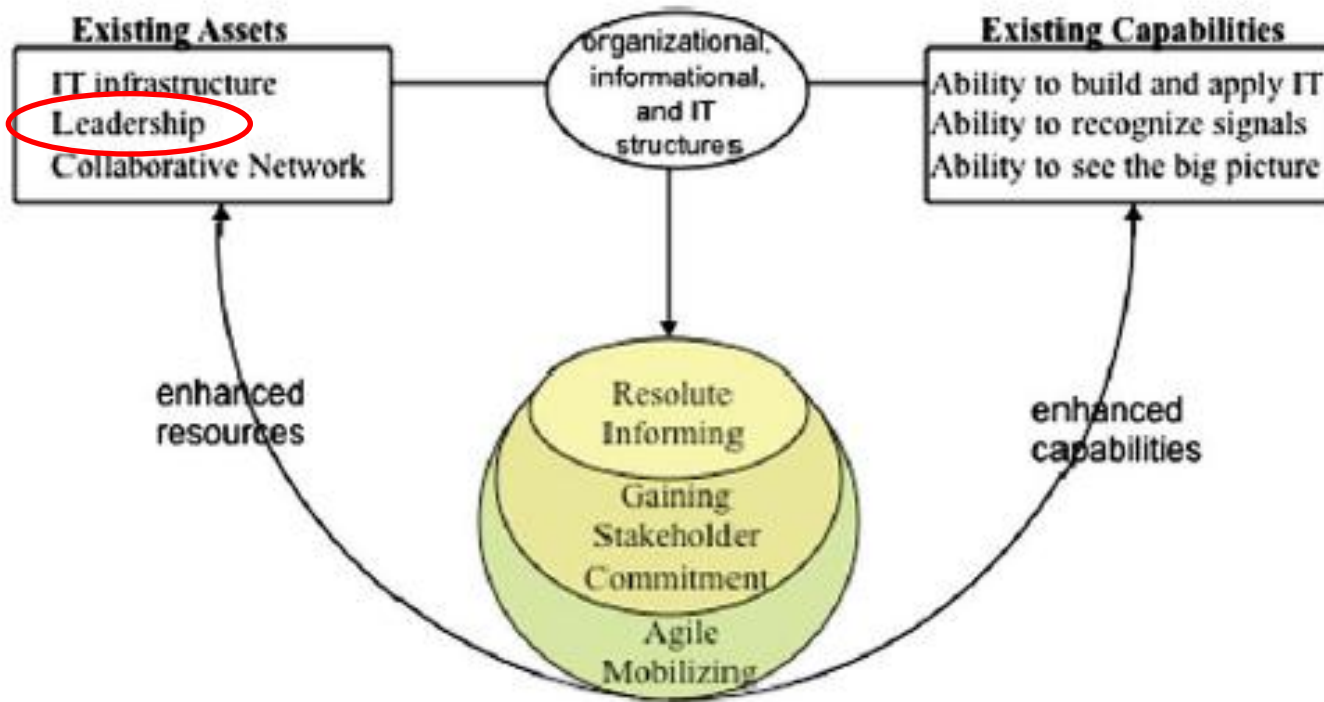 Existing Assets
IT infrastructure
Leadership
Collaborative Network
organizational,
informational,
and IT
structures
Existing Capabilities
Ability to build and apply IT
Ability to recognize signals
Ability to see the big picture
enhanced
resources
Resolute
Informing
Gaining
Stakeholder
Commitment
Agile
Mobilizing
enhanced
capabilities